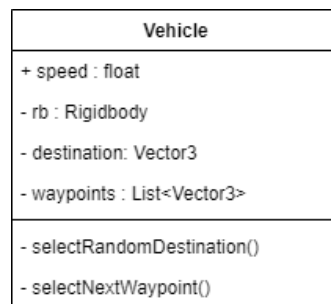 Vehicle
+ speed : float
- rb : Rigidbody
- destination: Vector3
- waypoints : List<Vector3>
- selectRandomDestination()
- selectNextWaypoint()